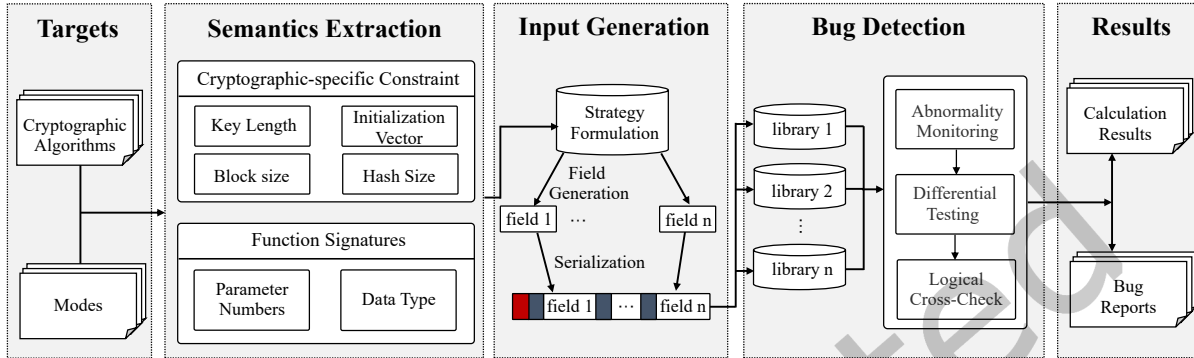 Targets
Cryptographic
Algorithms
Modes
Semantics Extraction
Cryptographic-specific Constraint
Key Length
Initialization
Vector
Block size
Hash Size
Function Signatures
Parameter
Numbers
Data Type
Input Generation
Strategy
Formulation
Field
Generation
field 1 ... field n
Serialization
field 1 ... field n
Bug Detection
library 1
library 2
⋮
library n
Abnormality
Monitoring
Differential
Testing
Logical
Cross-Check
Results
Calculation
Results
Bug
Reports